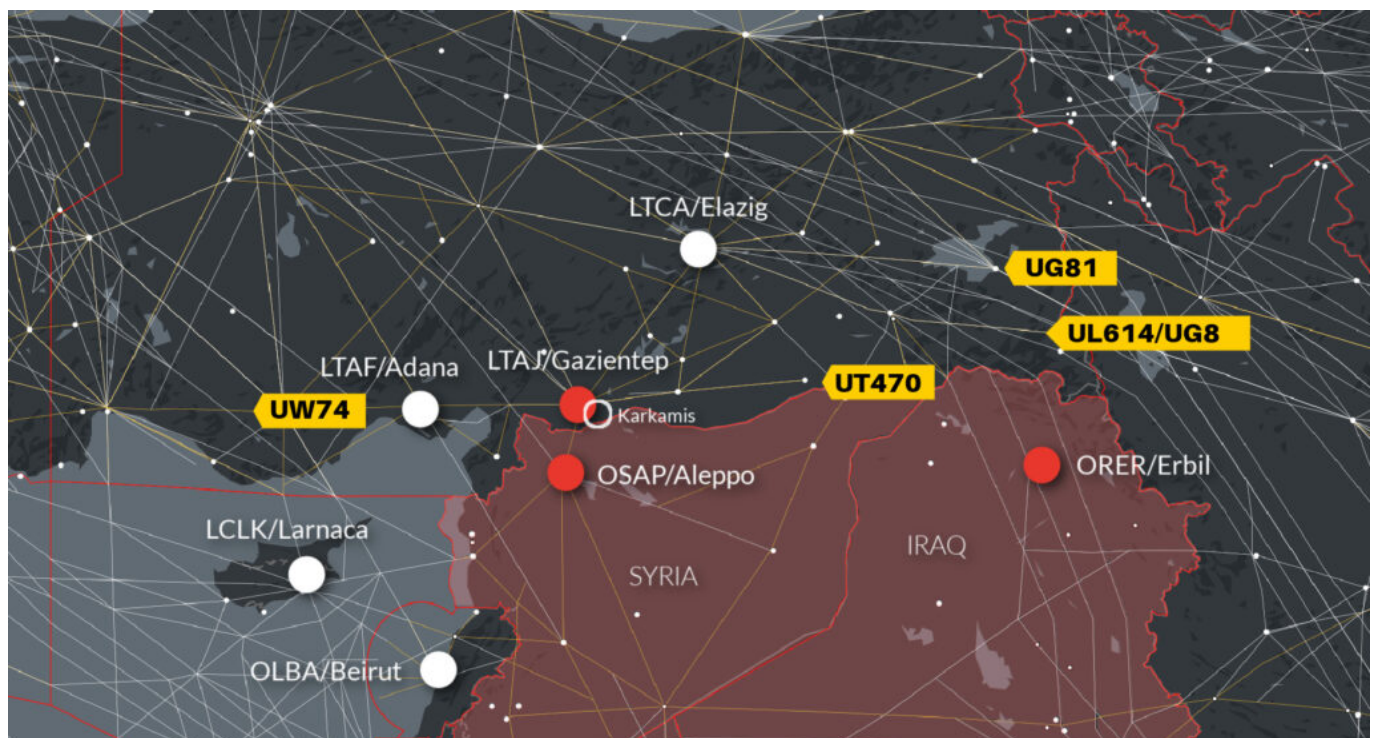 LTCA/Elazig
UG81
UL614/UG8
LTAJ/Gazientep
LTAF/Adana
UT470
UW74
Karkamis
OSAP/Aleppo
ORER/Erbil
LCLK/Larnaca
IRAQ
SYRIA
OLBA/Beirut